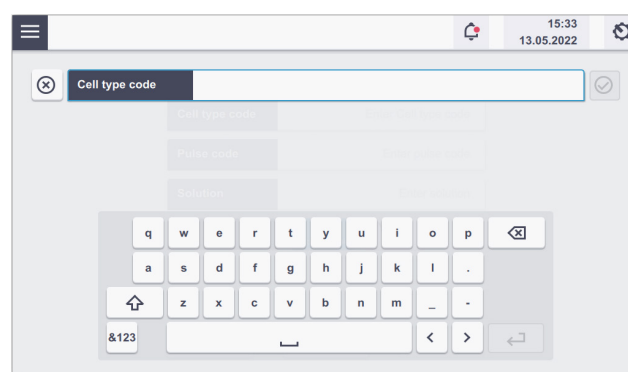 15:33
13.05.2022
Cell type code
Cell type code
Pulse code
Solution
q w e r t y u i o p
a s d f g h j k l .
z x c v b n m _ -
&123 < >